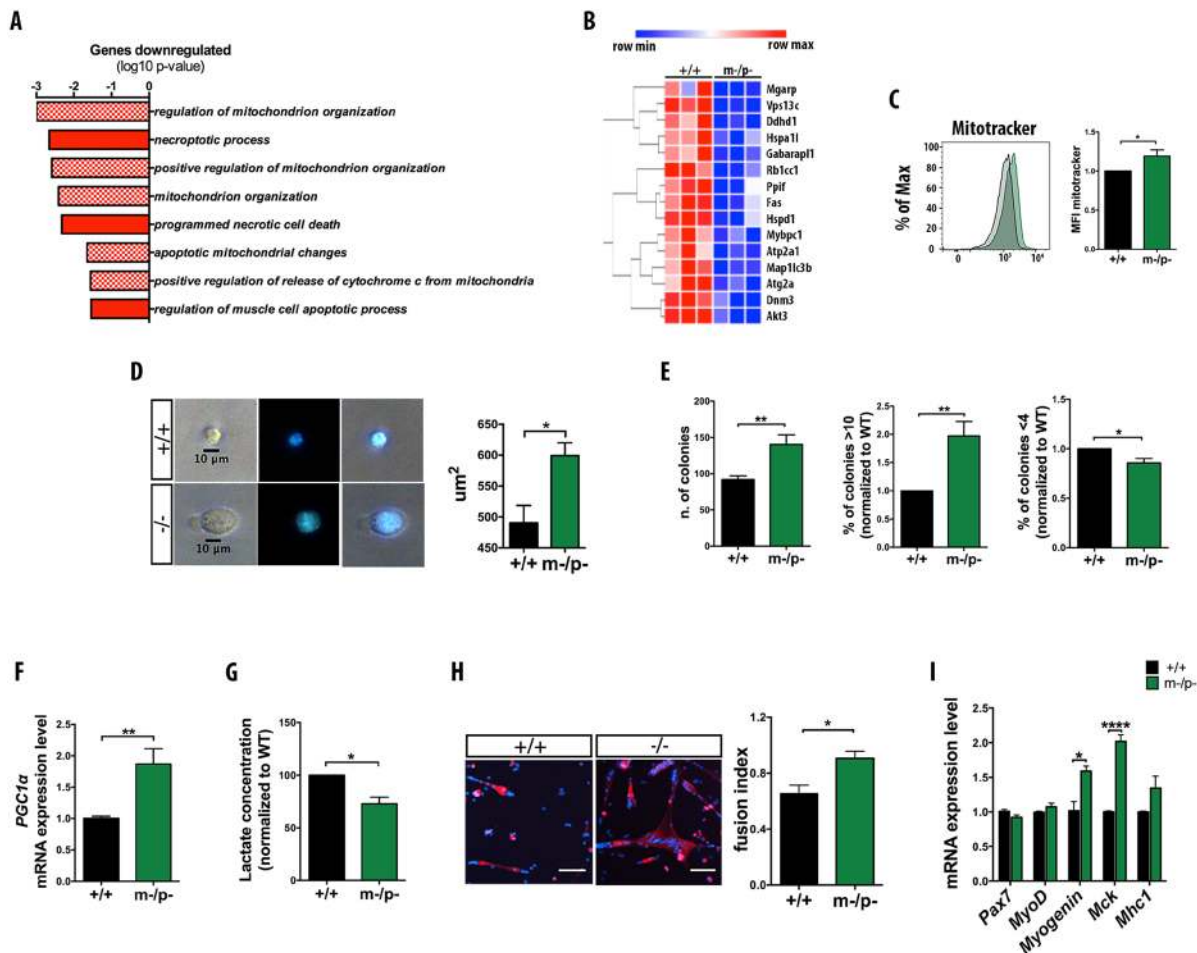 A
Genes downregulated
(log10 p-value)
-3 -2 -1 0
regulation of mitochondrion organization
necroptotic process
positive regulation of mitochondrion organization
mitochondrion organization
programmed necrotic cell death
apoptotic mitochondrial changes
positive regulation of release of cytochrome c from mitochondria
regulation of muscle cell apoptotic process
B
row min row max
+/+ m-/p-
Mgarp
Vps13c
Ddhd1
Hspa1l
Gabarapl1
Rb1cc1
Ppif
Fas
Hspd1
Mybpc1
Atp2a1
Map1lc3b
Atg2a
Dnm3
Akt3
C
Mitotracker
% of Max
100
80
60
40
20
0
0 10³ 10⁴
MFI mitotracker
1.5
1.0
0.5
0.0
*
+/+ m-/p-
D
+/+
10 µm
-/-
10 µm
um²
650
600
550
500
450
*
+/+ m-/p-
E
n. of colonies
200
150
100
50
0
**
+/+ m-/p-
% of colonies >10
(normalized to WT)
2.5
2.0
1.5
1.0
0.5
0.0
**
+/+ m-/p-
% of colonies <4
(normalized to WT)
1.5
1.0
0.5
0.0
*
+/+ m-/p-
F
PGC1α
mRNA expression level
2.5
2.0
1.5
1.0
0.5
0.0
**
+/+ m-/p-
G
Lactate concentration
(normalized to WT)
150
100
75
50
25
0
*
+/+ m-/p-
H
+/+ -/-
fusion index
1.2
0.9
0.6
0.3
0.0
*
+/+ m-/p-
I
+/+
m-/p-
mRNA expression level
2.5
2.0
1.5
1.0
0.5
0.0
* ****
Pax7
MyoD
Myogenin
Mck
Mhc1